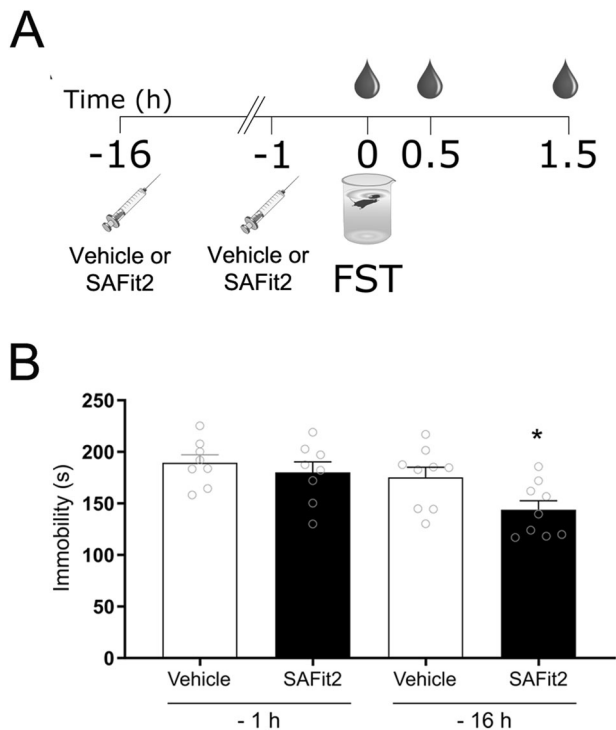 A
Time (h)
-16 -1 0 0.5 1.5
Vehicle or Vehicle or
SAFit2 SAFit2
FST
B
250
200
150
100
50
0
Immobility (s)
*
Vehicle SAFit2 Vehicle SAFit2
- 1 h - 16 h